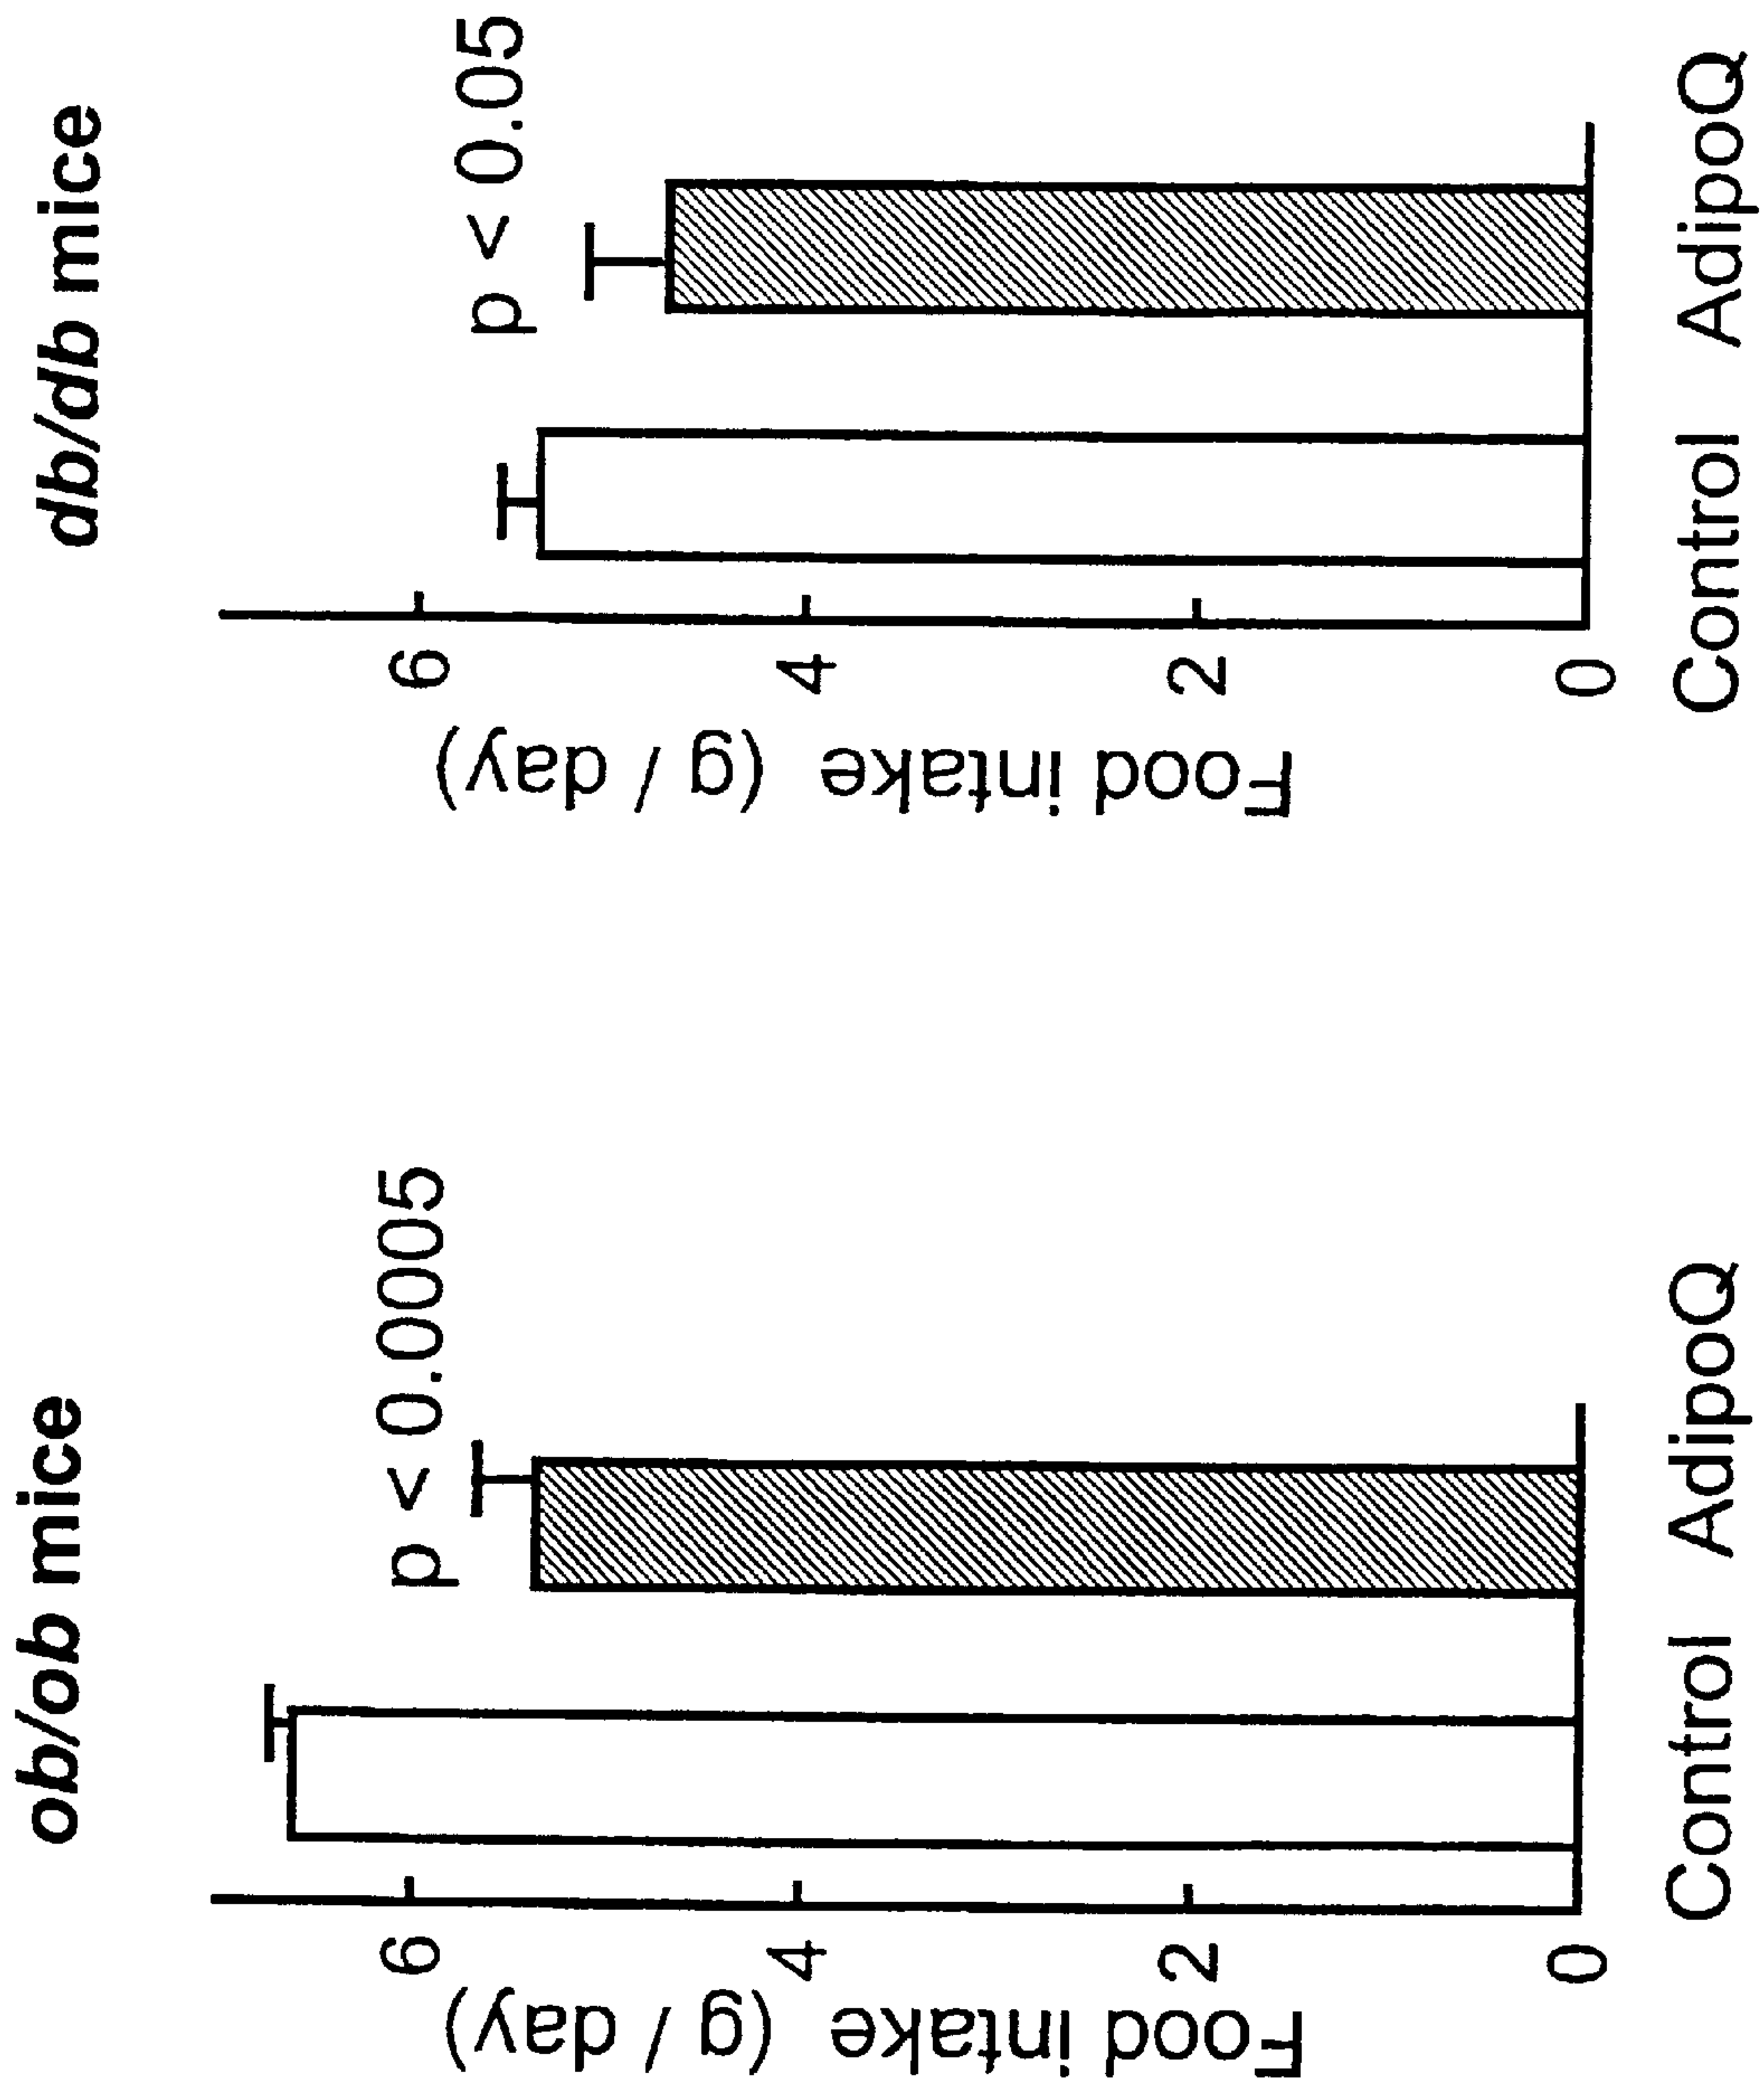 ob/ob mice
p < 0.0005
6
4
2
0
Food intake (g / day)
Control AdipoQ
db/db mice
p < 0.05
6
4
2
0
Food intake (g / day)
Control AdipoQ